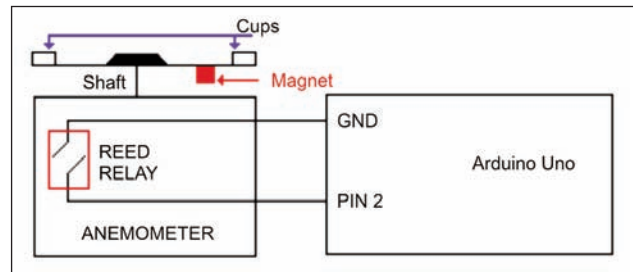 Cups
Shaft
Magnet
GND
REED
RELAY
Arduino Uno
PIN 2
ANEMOMETER